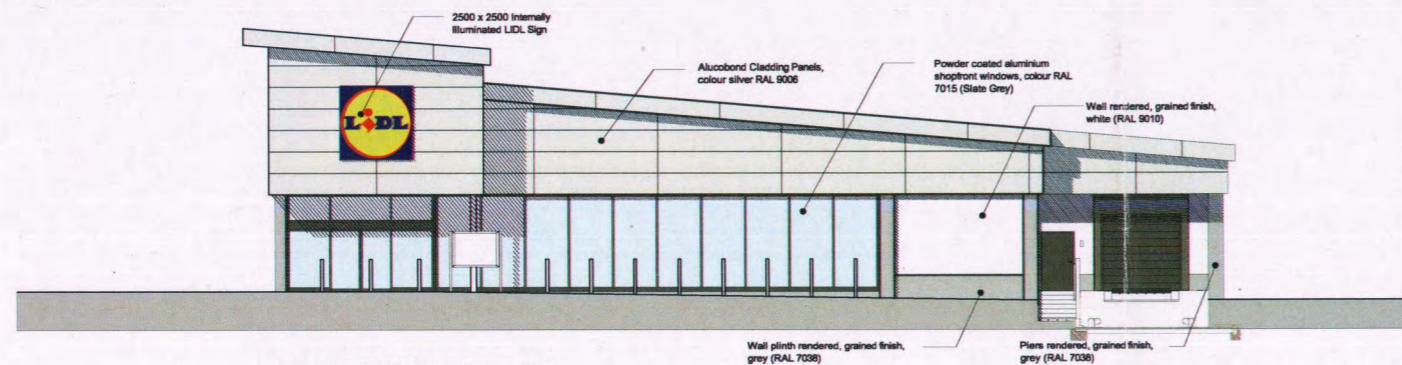 2500 x 2500 Internally
Illuminated LIDL Sign
Alucobond Cladding Panels,
colour silver RAL 9006
Powder coated aluminium
shopfront windows, colour RAL
7015 (Slate Grey)
Wall rendered, grained finish,
white (RAL 9010)
LIDL
Wall plinth rendered, grained finish,
grey (RAL 7038)
Piers rendered, grained finish,
grey (RAL 7038)